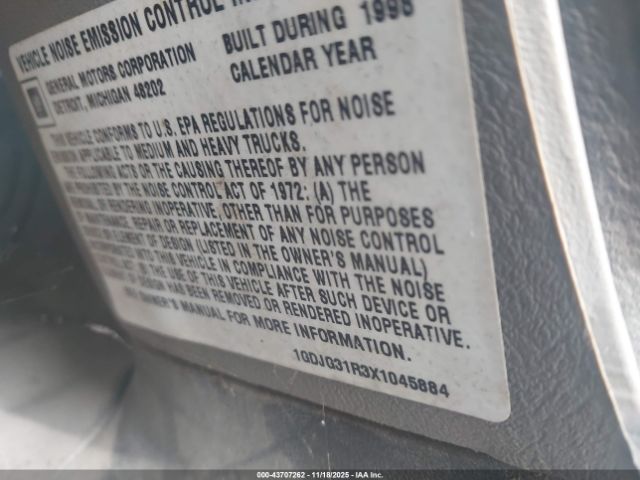 VEHICLE NOISE EMISSION CONTROL
GM
GENERAL MOTORS CORPORATION
DETROIT, MICHIGAN 48202
BUILT DURING 1998
CALENDAR YEAR
THIS VEHICLE CONFORMS TO U.S. EPA REGULATIONS FOR NOISE
EMISSION APPLICABLE TO MEDIUM AND HEAVY TRUCKS.
THE FOLLOWING ACTS OR THE CAUSING THEREOF BY ANY PERSON
ARE PROHIBITED BY THE NOISE CONTROL ACT OF 1972: (A) THE
OR RENDERING INOPERATIVE, OTHER THAN FOR PURPOSES
MAINTENANCE, REPAIR OR REPLACEMENT OF ANY NOISE CONTROL
OR ELEMENT OF DESIGN (LISTED IN THE OWNER'S MANUAL)
INTO THIS VEHICLE IN COMPLIANCE WITH THE NOISE
THE USE OF THIS VEHICLE AFTER SUCH DEVICE OR
DESIGN HAS BEEN REMOVED OR RENDERED INOPERATIVE.
OWNER'S MANUAL FOR MORE INFORMATION.
1GDJG31R3X1045884
000-43707262 - 11/18/2025 - IAA Inc.